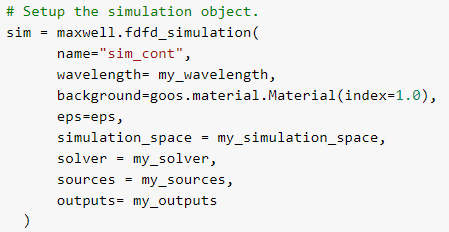 # Setup the simulation object.
sim = maxwell.fdfd_simulation(
name="sim_cont",
wavelength= my_wavelength,
background=goos.material.Material(index=1.0),
eps=eps,
simulation_space = my_simulation_space,
solver = my_solver,
sources = my_sources,
outputs= my_outputs
)